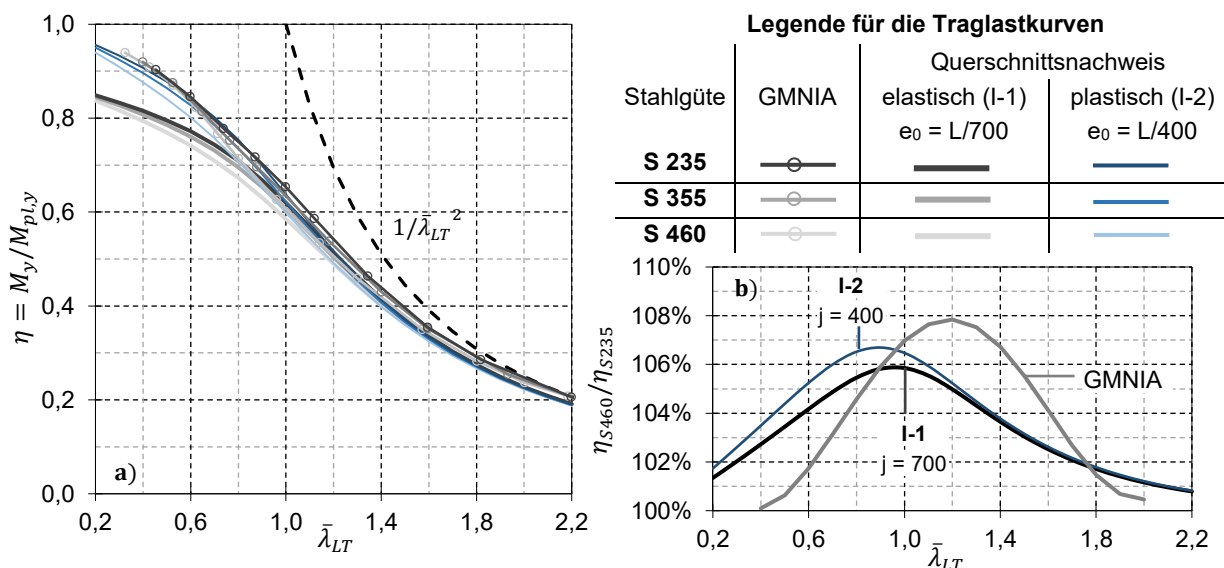 η = M_y/M_pl,y
1,0
0,8
0,6
0,4
0,2
0,0
1/λ̄_LT²
a)
0,2 0,6 1,0 1,4 1,8 2,2
λ̄_LT
Legende für die Traglastkurven
Querschnittsnachweis
Stahlgüte GMNIA elastisch (I-1) plastisch (I-2)
e₀ = L/700 e₀ = L/400
S 235
S 355
S 460
η_S460/η_S235
110%
108%
106%
104%
102%
100%
b)
I-2
j = 400
GMNIA
I-1
j = 700
0,2 0,6 1,0 1,4 1,8 2,2
λ̄_LT